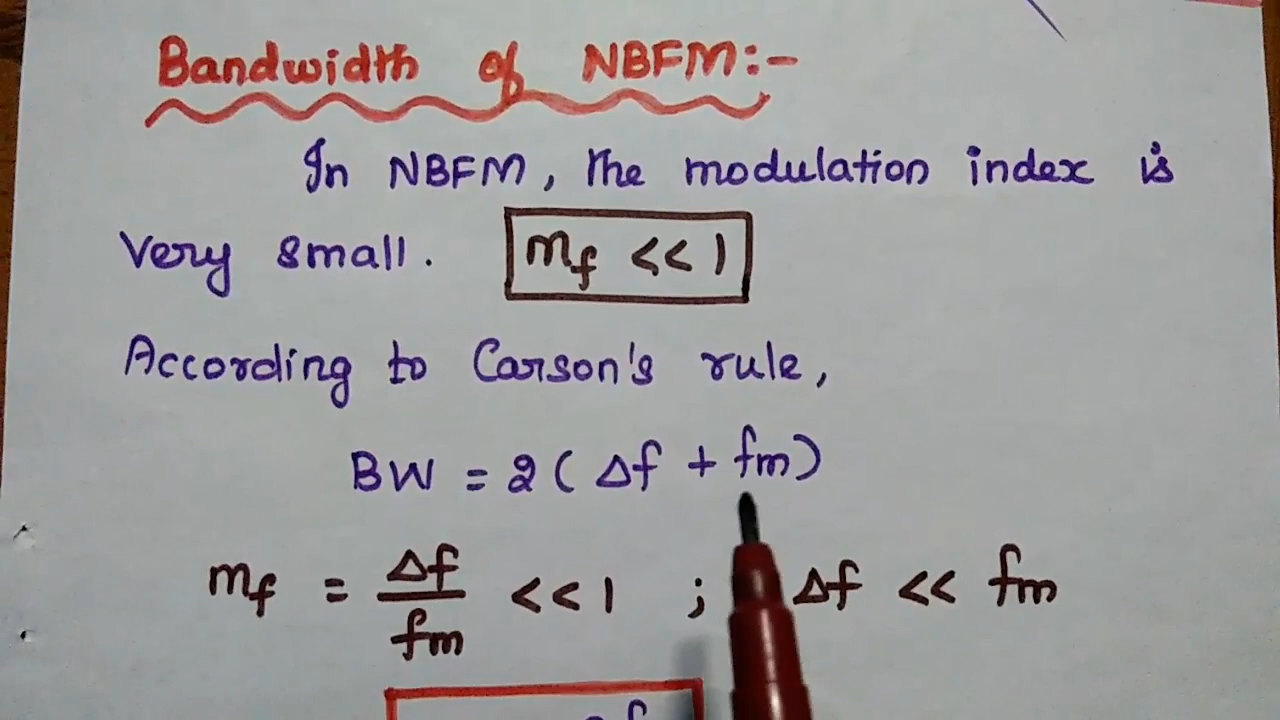 Bandwidth of NBFM:-
In NBFM, the modulation index is
very small. mf << 1
According to Carson's rule,
BW = 2 ( Δf + fm)
mf = Δf/fm << 1 ; Δf << fm